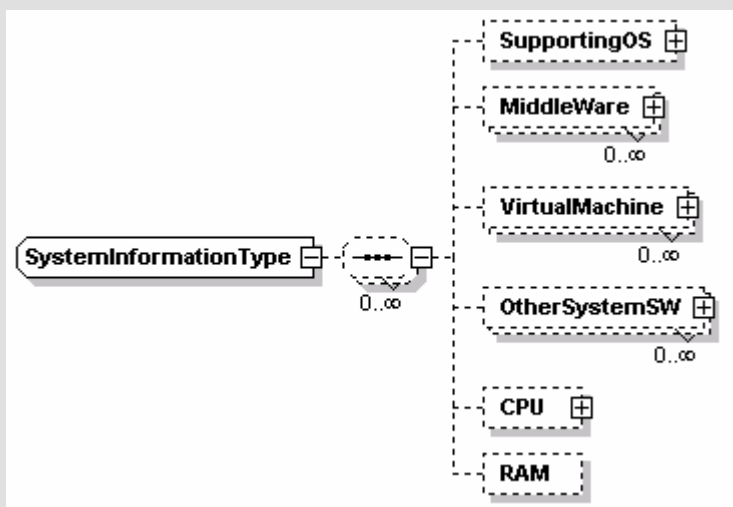 SupportingOS
MiddleWare
0..∞
VirtualMachine
0..∞
SystemInformationType
0..∞
OtherSystemSW
0..∞
CPU
RAM